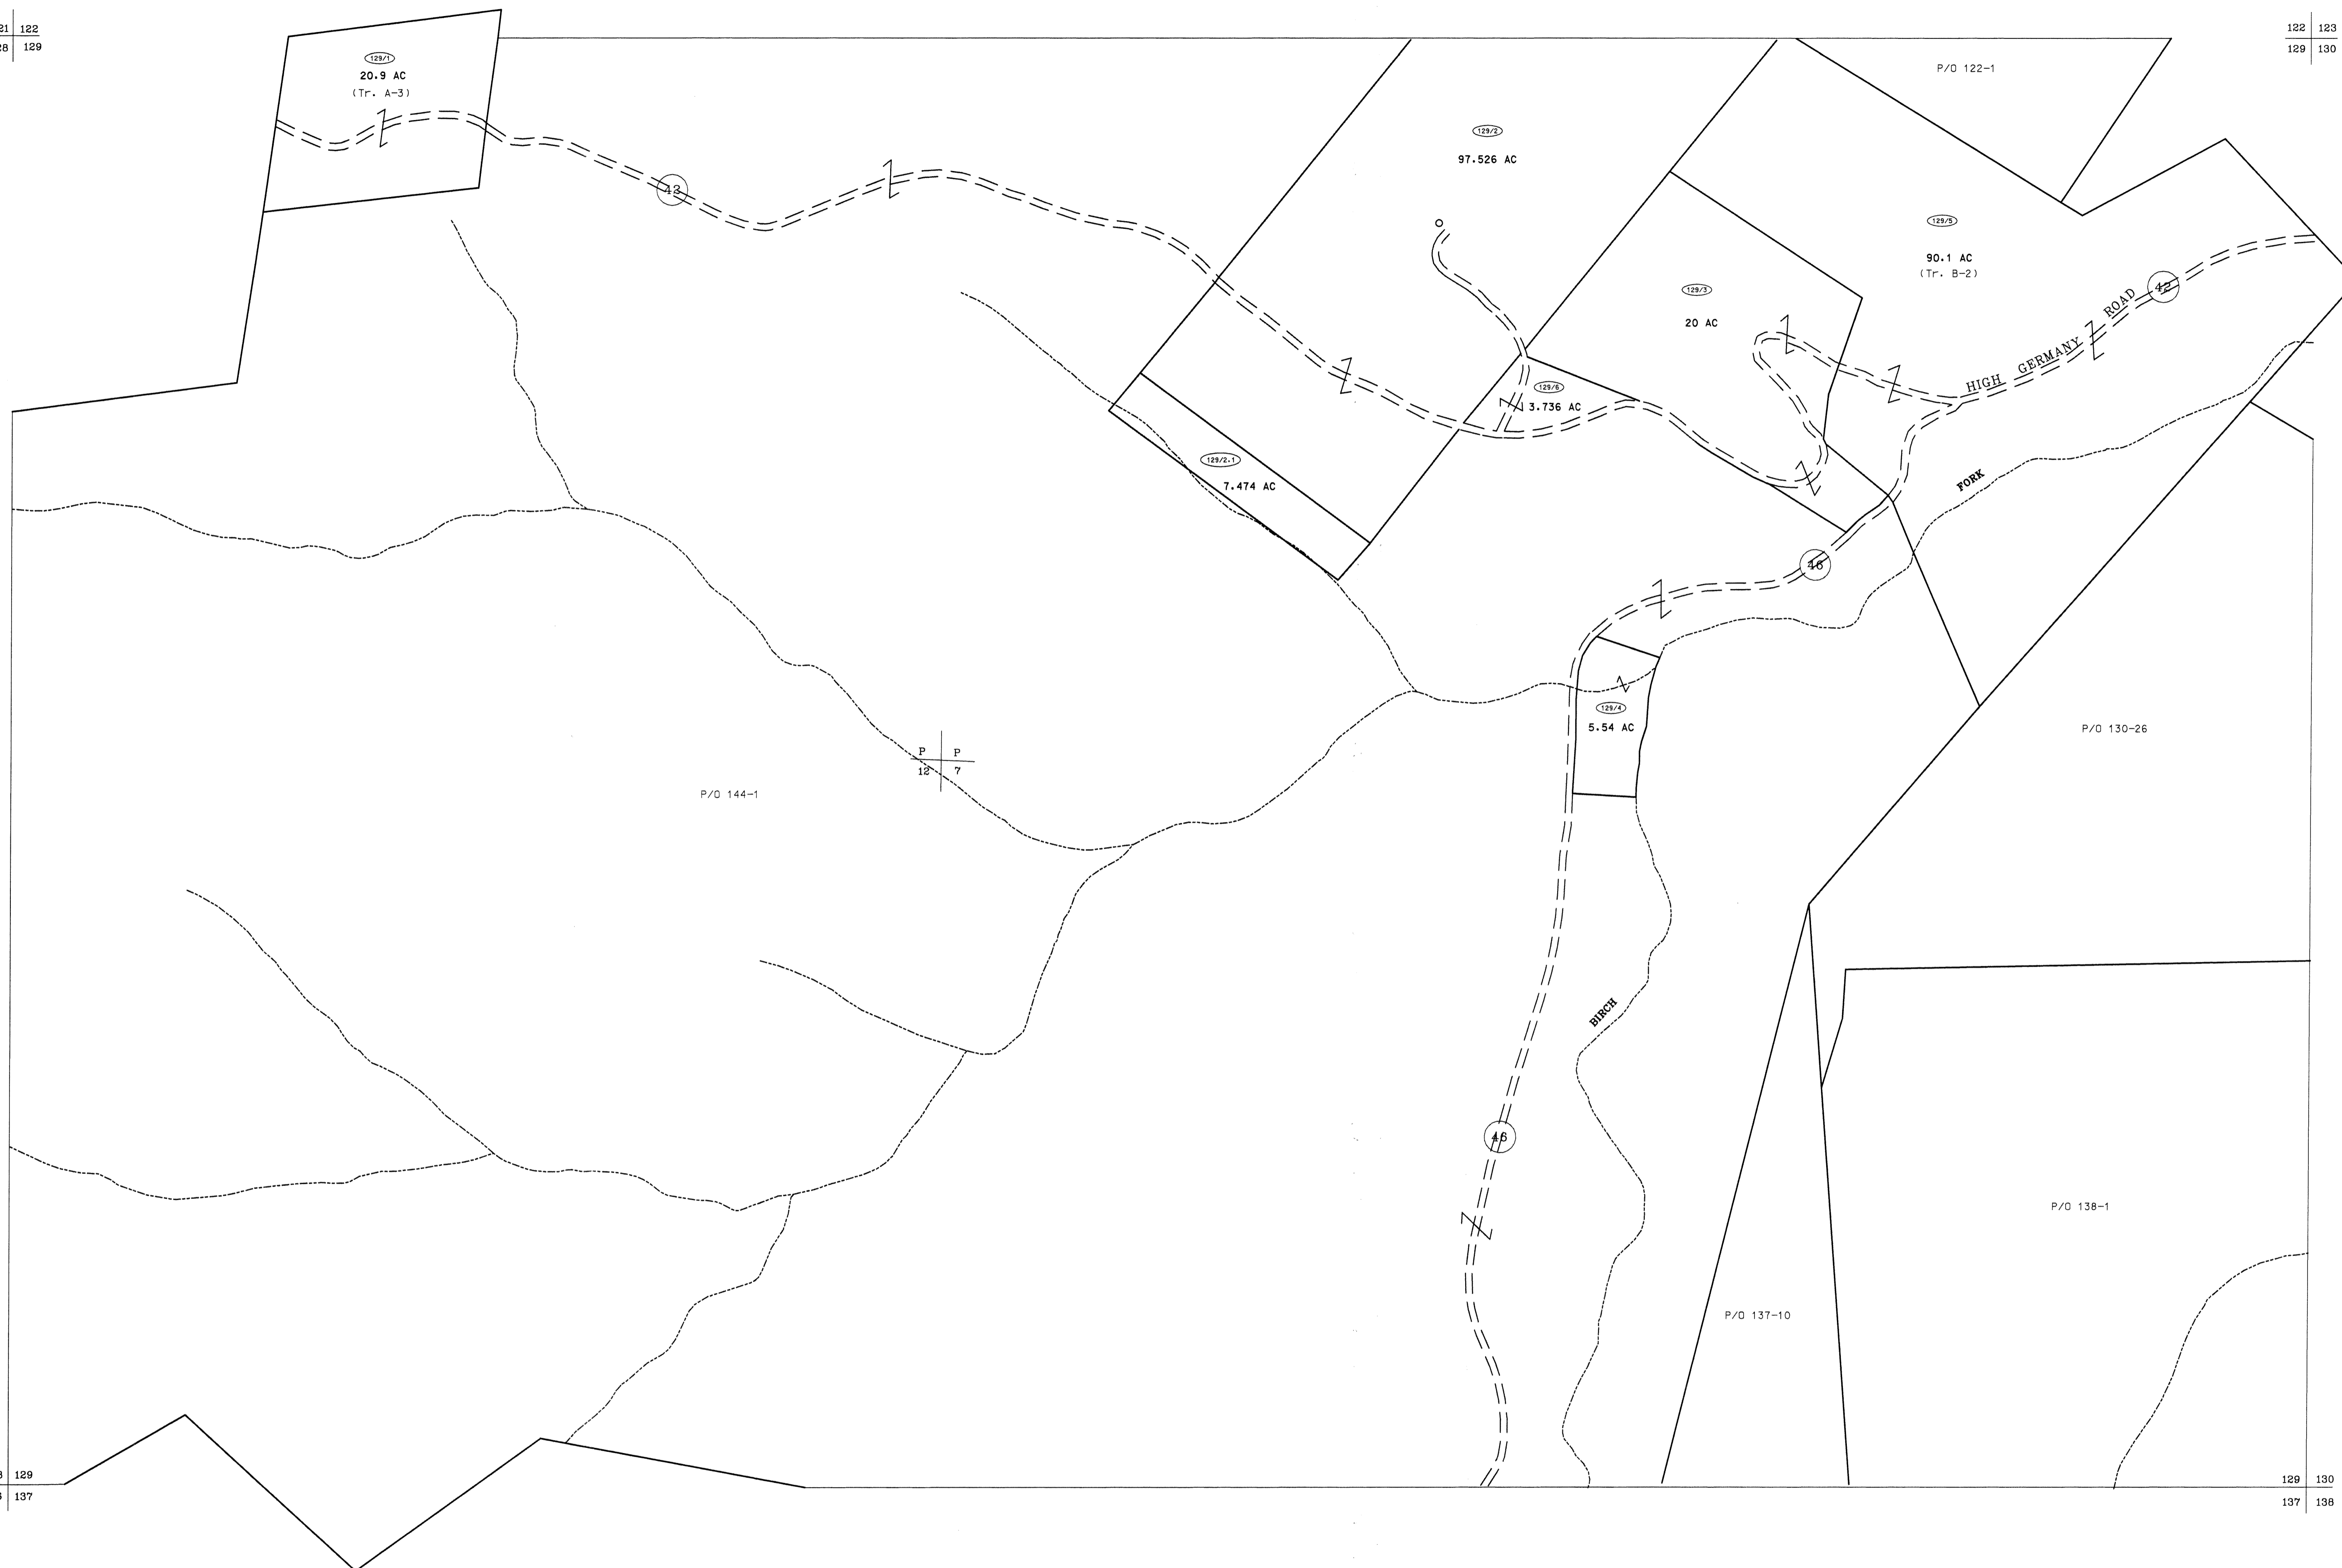 21 122
28 129
122 123
129 130
129/1
20.9 AC
(Tr. A-3)
P/O 122-1
129/2
97.526 AC
42
129/5
90.1 AC
(Tr. B-2)
129/3
20 AC
42
HIGH GERMANY ROAD
129/6
3.736 AC
129/2.1
7.474 AC
FORK
46
129/4
5.54 AC
P/O 130-26
P P
12 7
P/O 144-1
BIRCH
46
P/O 138-1
P/O 137-10
129
137
129 130
137 138